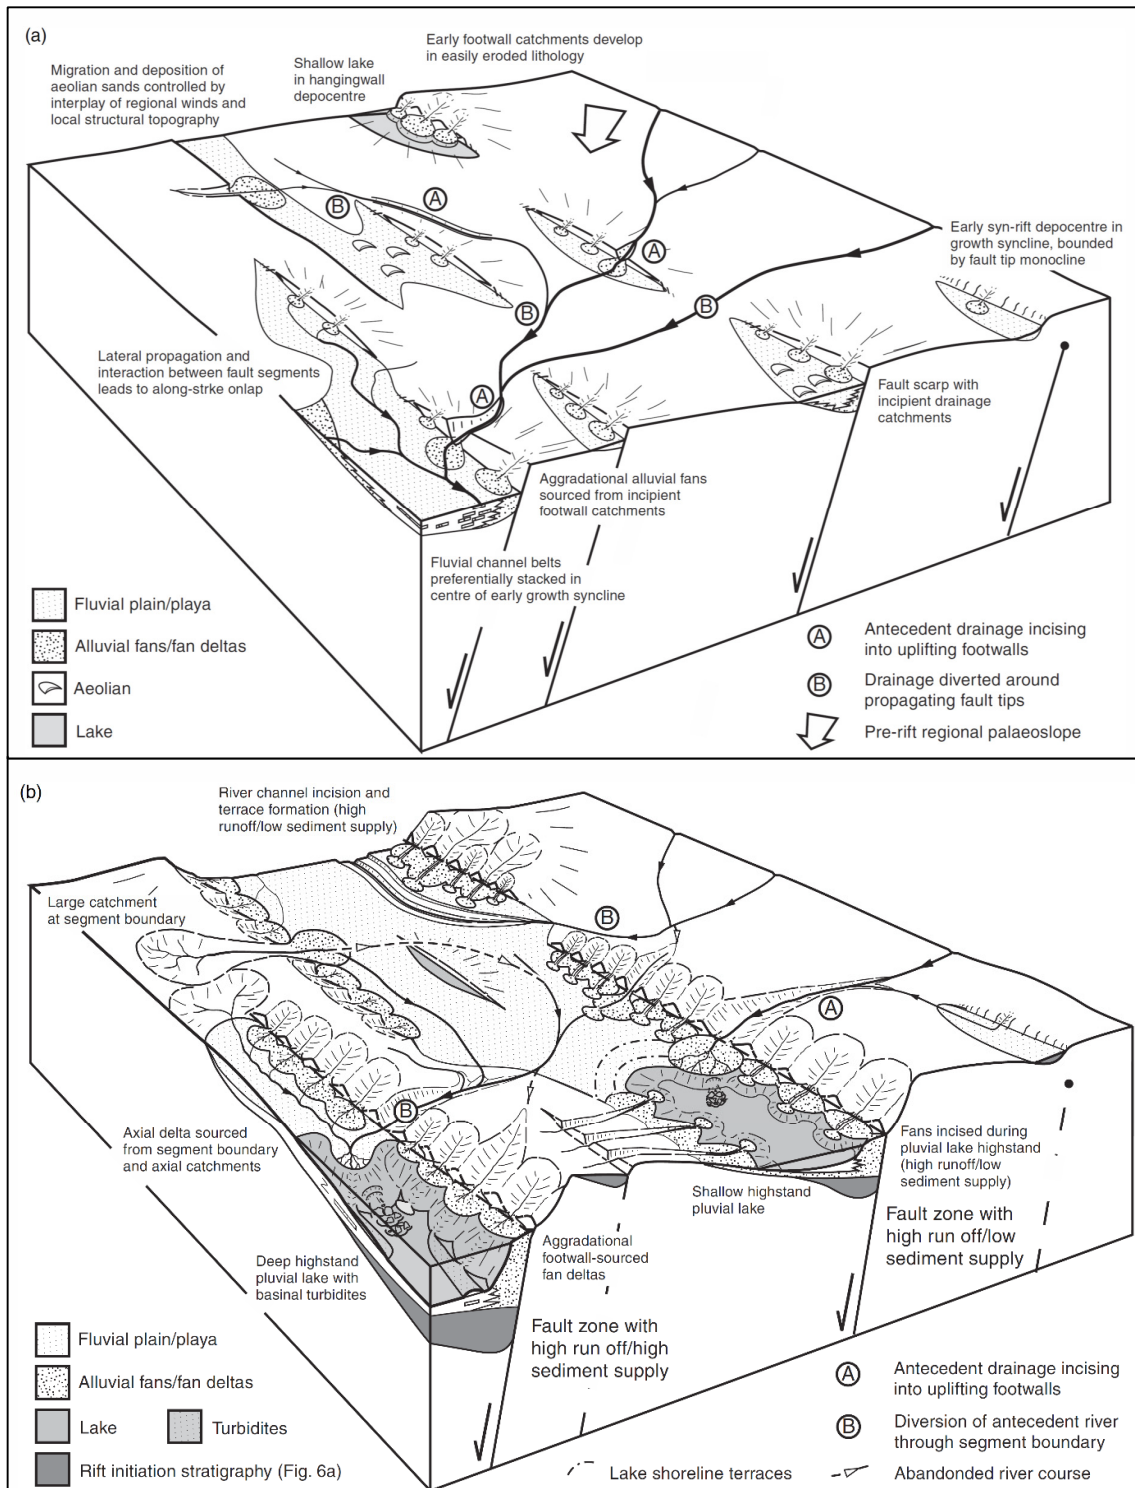 (a)
Early footwall catchments develop
in easily eroded lithology
Shallow lake
in hangingwall
depocentre
Migration and deposition of
aeolian sands controlled by
interplay of regional winds and
local structural topography
A
B
A
Early syn-rift depocentre in
growth syncline, bounded
by fault tip monocline
B
B
Lateral propagation and
interaction between fault segments
leads to along-strke onlap
A
Fault scarp with
incipient drainage
catchments
Aggradational alluvial fans
sourced from incipient
footwall catchments
Fluvial channel belts
preferentially stacked in
centre of early growth syncline
Fluvial plain/playa
Alluvial fans/fan deltas
Aeolian
Lake
A Antecedent drainage incising
into uplifting footwalls
B Drainage diverted around
propagating fault tips
Pre-rift regional palaeoslope
(b)
River channel incision and
terrace formation (high
runoff/low sediment supply)
Large catchment
at segment boundary
B
A
B
Axial delta sourced
from segment boundary
and axial catchments
Fans incised during
pluvial lake highstand
(high runoff/low
sediment supply)
Shallow highstand
pluvial lake
Fault zone with
high run off/low
sediment supply
Deep highstand
pluvial lake with
basinal turbidites
Aggradational
footwall-sourced
fan deltas
Fault zone with
high run off/high
sediment supply
Fluvial plain/playa
Alluvial fans/fan deltas
Lake
Turbidites
Rift initiation stratigraphy (Fig. 6a)
A Antecedent drainage incising
into uplifting footwalls
B Diversion of antecedent river
through segment boundary
Lake shoreline terraces
Abandonded river course